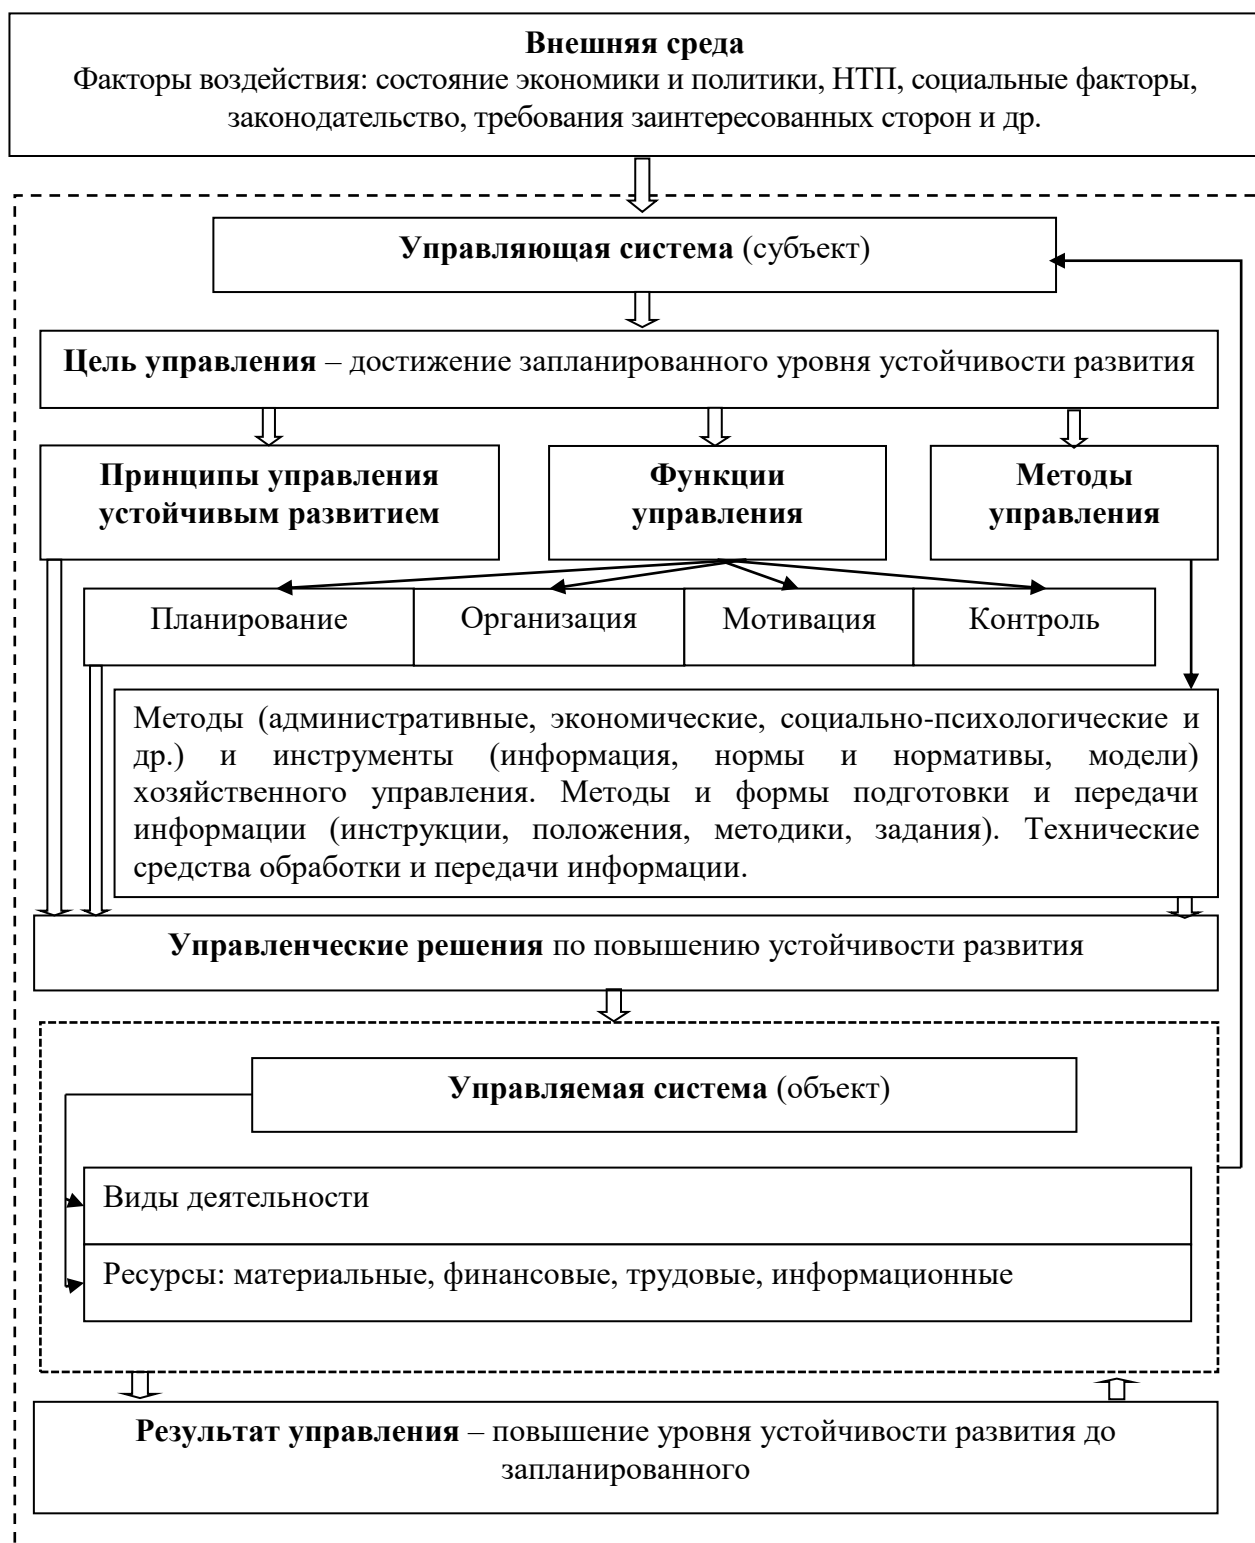 Внешняя среда
Факторы воздействия: состояние экономики и политики, НТП, социальные факторы,
законодательство, требования заинтересованных сторон и др.
Управляющая система (субъект)
Цель управления – достижение запланированного уровня устойчивости развития
Принципы управления
устойчивым развитием
Функции
управления
Методы
управления
Планирование
Организация
Мотивация
Контроль
Методы (административные, экономические, социально-психологические и
др.) и инструменты (информация, нормы и нормативы, модели)
хозяйственного управления. Методы и формы подготовки и передачи
информации (инструкции, положения, методики, задания). Технические
средства обработки и передачи информации.
Управленческие решения по повышению устойчивости развития
Управляемая система (объект)
Виды деятельности
Ресурсы: материальные, финансовые, трудовые, информационные
Результат управления – повышение уровня устойчивости развития до
запланированного